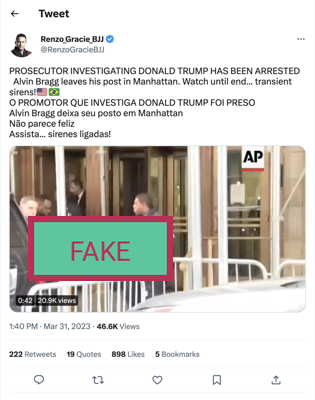 Tweet
Renzo_Gracie_BJJ
@RenzoGracieBJJ
PROSECUTOR INVESTIGATING DONALD TRUMP HAS BEEN ARRESTED
Alvin Bragg leaves his post in Manhattan. Watch until end... transient
sirens!🇺🇸🇧🇷
O PROMOTOR QUE INVESTIGA DONALD TRUMP FOI PRESO
Alvin Bragg deixa seu posto em Manhattan
Não parece feliz
Assista... sirenes ligadas!
AP
FAKE
0:42 20.9K views
1:40 PM · Mar 31, 2023 · 46.6K Views
222 Retweets 19 Quotes 898 Likes 5 Bookmarks